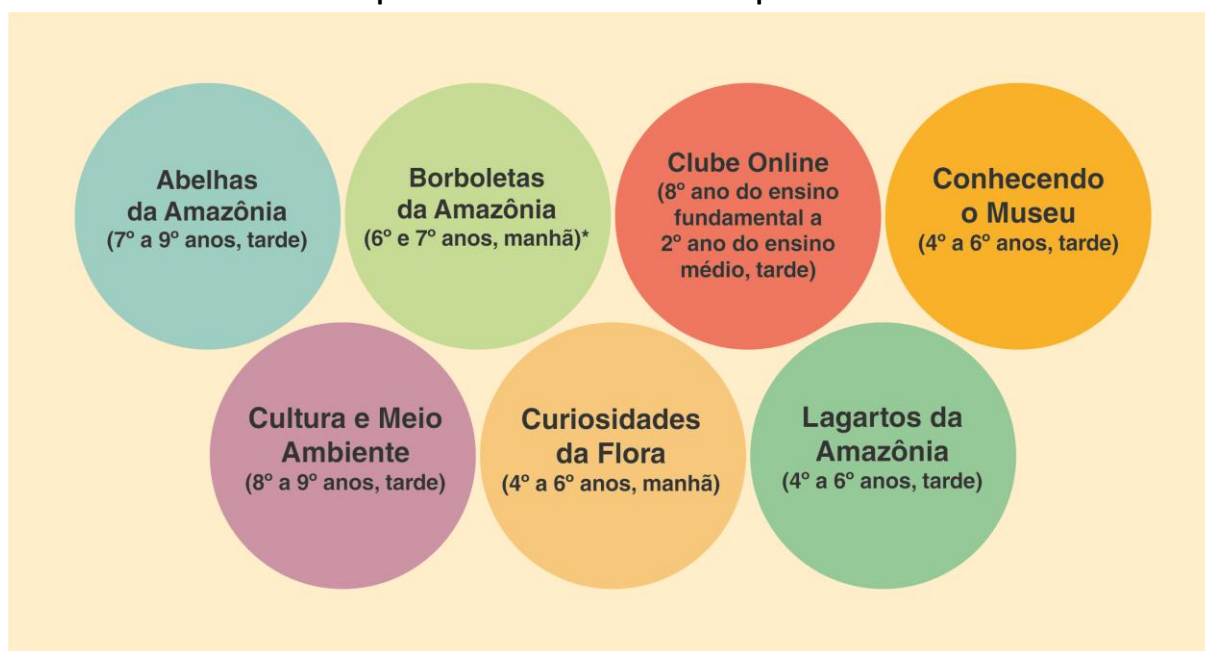 Abelhas
da Amazônia
(7º a 9º anos, tarde)
Borboletas
da Amazônia
(6º e 7º anos, manhã)*
Clube Online
(8º ano do ensino
fundamental a
2º ano do ensino
médio, tarde)
Conhecendo
o Museu
(4º a 6º anos, tarde)
Cultura e Meio
Ambiente
(8º a 9º anos, tarde)
Curiosidades
da Flora
(4º a 6º anos, manhã)
Lagartos da
Amazônia
(4º a 6º anos, tarde)